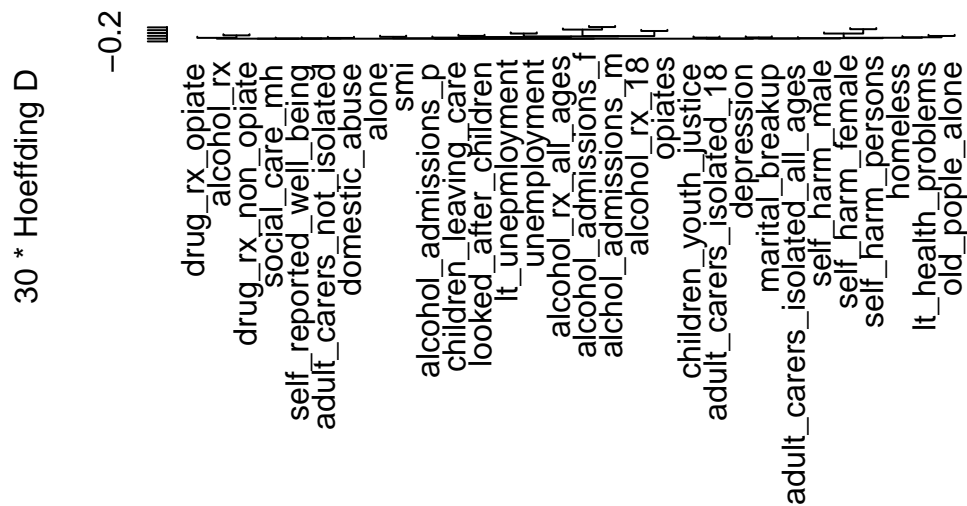 30 * Hoeffding D
−0.2
drug_rx_opiate
alcohol_rx
drug_rx_non_opiate
social_care_mh
self_reported_well_being
adult_carers_not_isolated
domestic_abuse
alone
smi
alcohol_admissions_p
children_leaving_care
looked_after_children
lt_unepmloyment
unemployment
alcohol_rx_all_ages
alcohol_admissions_f
alchol_admissions_m
alcohol_rx_18
opiates
children_youth_justice
adult_carers_isolated_18
depression
marital_breakup
adult_carers_isolated_all_ages
self_harm_male
self_harm_female
self_harm_persons
homeless
lt_health_problems
old_pople_alone